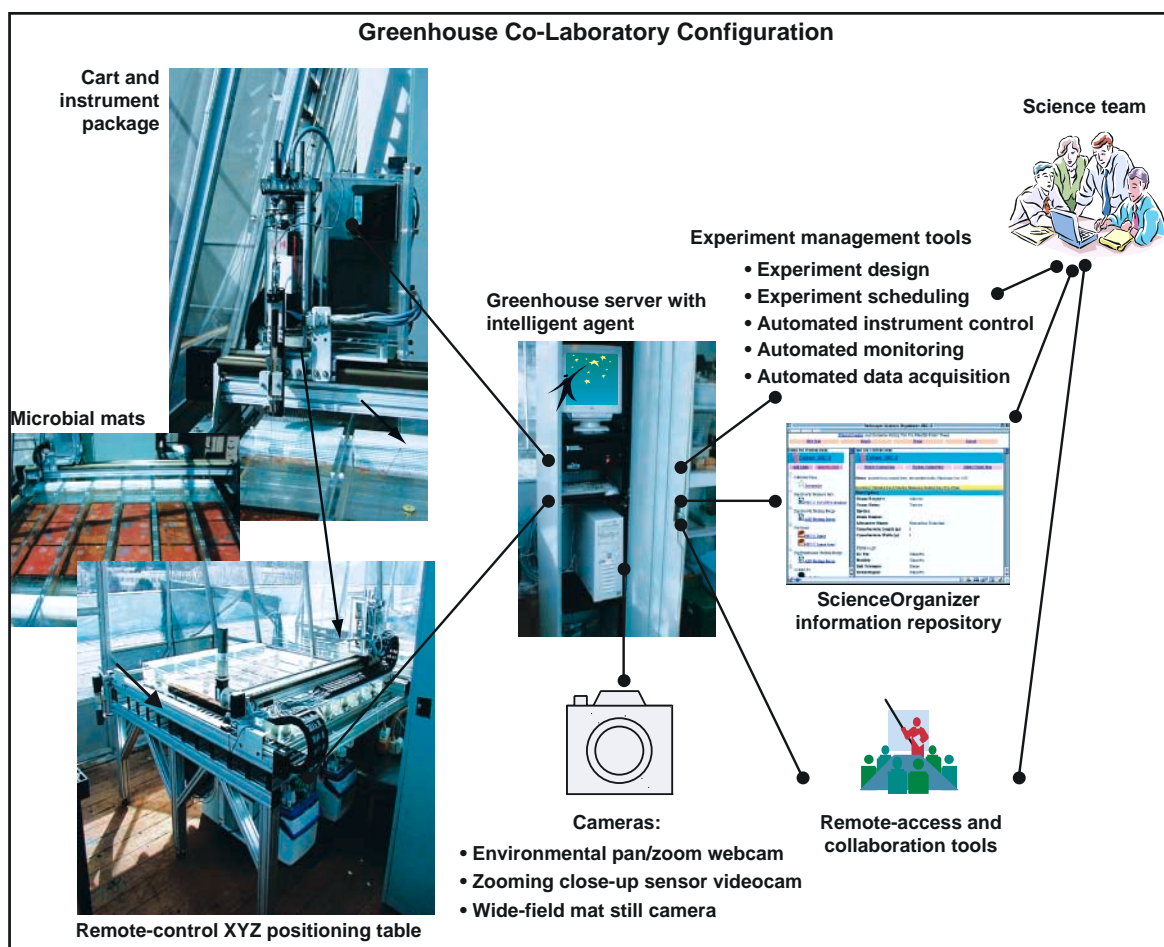 Greenhouse Co-Laboratory Configuration
Cart and
instrument
package
Science team
Experiment management tools
• Experiment design
• Experiment scheduling
• Automated instrument control
• Automated monitoring
• Automated data acquisition
Greenhouse server with
intelligent agent
Microbial mats
ScienceOrganizer
information repository
Cameras:
• Environmental pan/zoom webcam
• Zooming close-up sensor videocam
• Wide-field mat still camera
Remote-access and
collaboration tools
Remote-control XYZ positioning table